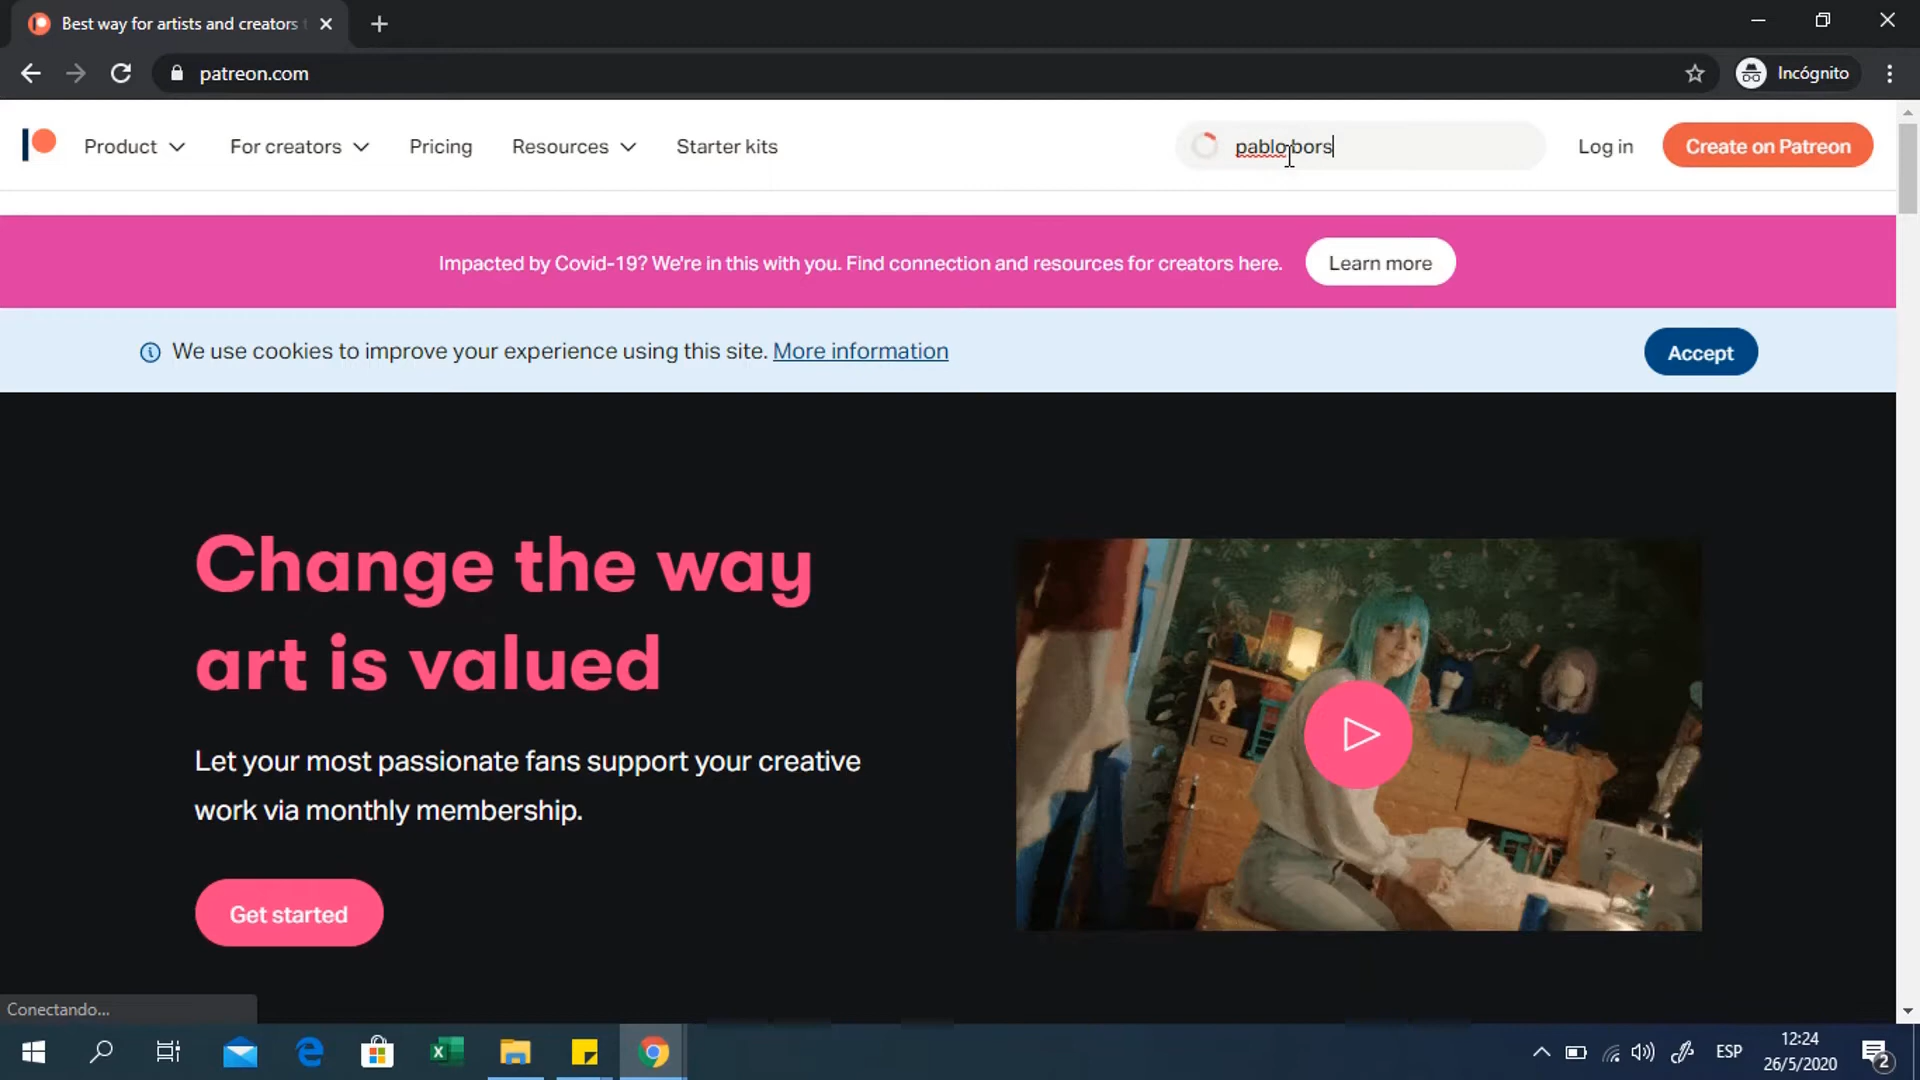 Best way for artists and creators
patreon.com
Incógnito
Product
For creators
Pricing
Resources
Starter kits
pablo bors
Log in
Create on Patreon
Impacted by Covid-19? We're in this with you. Find connection and resources for creators here.
Learn more
We use cookies to improve your experience using this site. More information
Accept
Change the way
art is valued
Let your most passionate fans support your creative
work via monthly membership.
Get started
Conectando...
ESP
12:24
26/5/2020
2